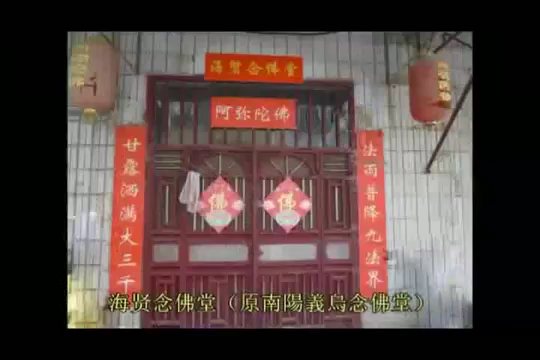 海贤念佛堂
阿弥陀佛
甘露洒满大三千
法雨普降九法界
佛
佛
海贤念佛堂（原南陽義烏念佛堂）